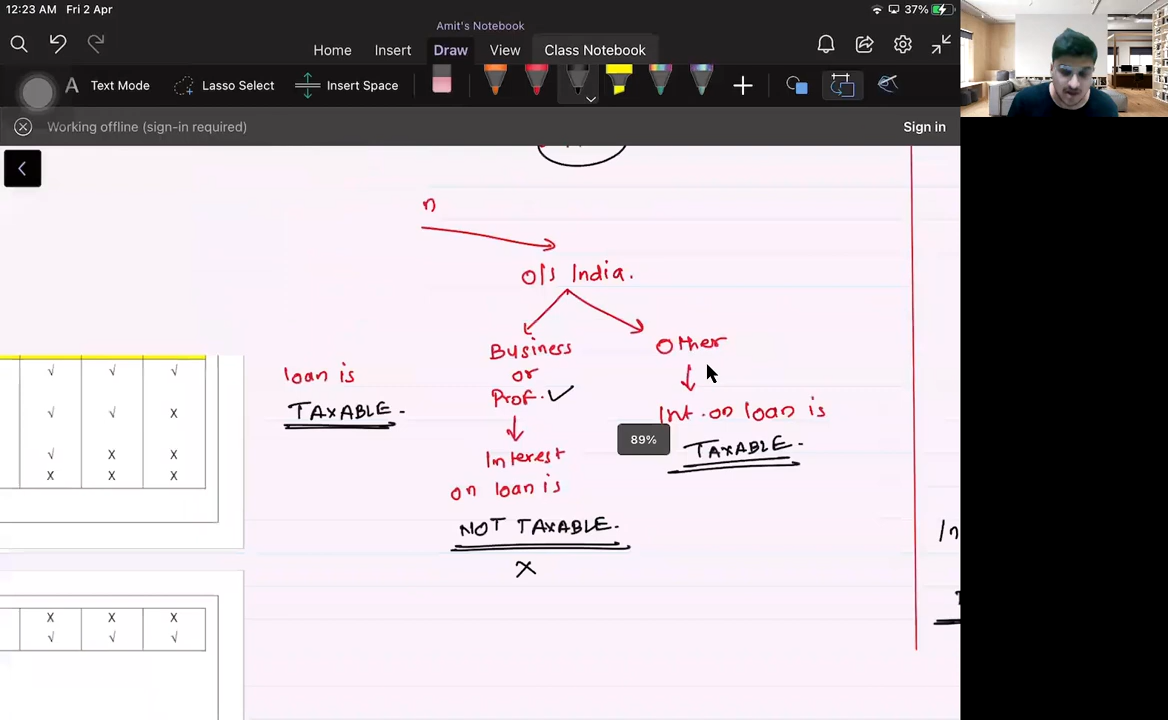 12:23 AM Fri 2 Apr
37%
Amit's Notebook
Home Insert Draw View Class Notebook
Text Mode Lasso Select Insert Space
Working offline (sign-in required) Sign in
n
O/s India.
Business
or
Prof. ✓
Other
Int. on loan is
TAXABLE.
loan is
TAXABLE.
89%
Interest
on loan is
NOT TAXABLE.
X
√ √ √
√ √ X
√ X X
X X X
X X X
√ √ √